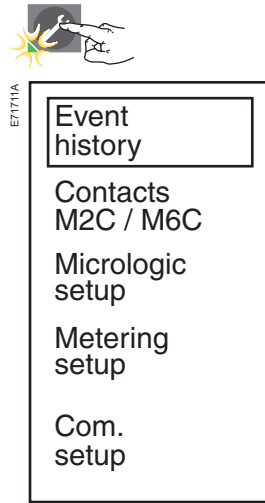 E71711A
Event
history
Contacts
M2C / M6C
Micrologic
setup
Metering
setup
Com.
setup